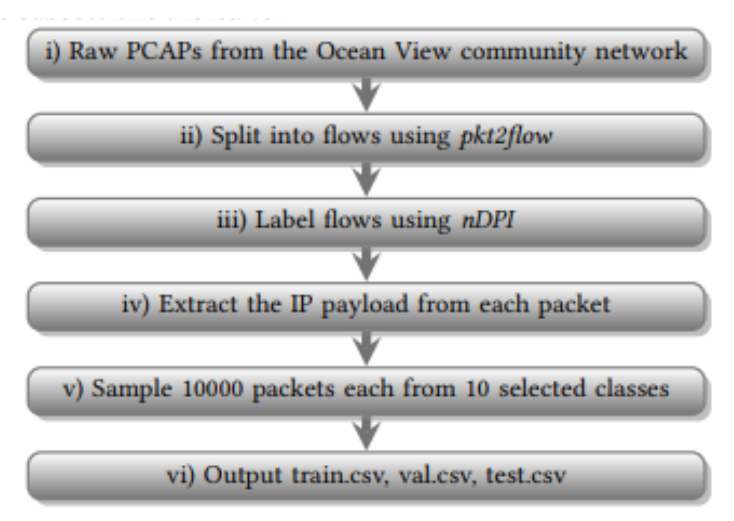 i) Raw PCAPs from the Ocean View community network
ii) Split into flows using pkt2flow
iii) Label flows using nDPI
iv) Extract the IP payload from each packet
v) Sample 10000 packets each from 10 selected classes
vi) Output train.csv, val.csv, test.csv